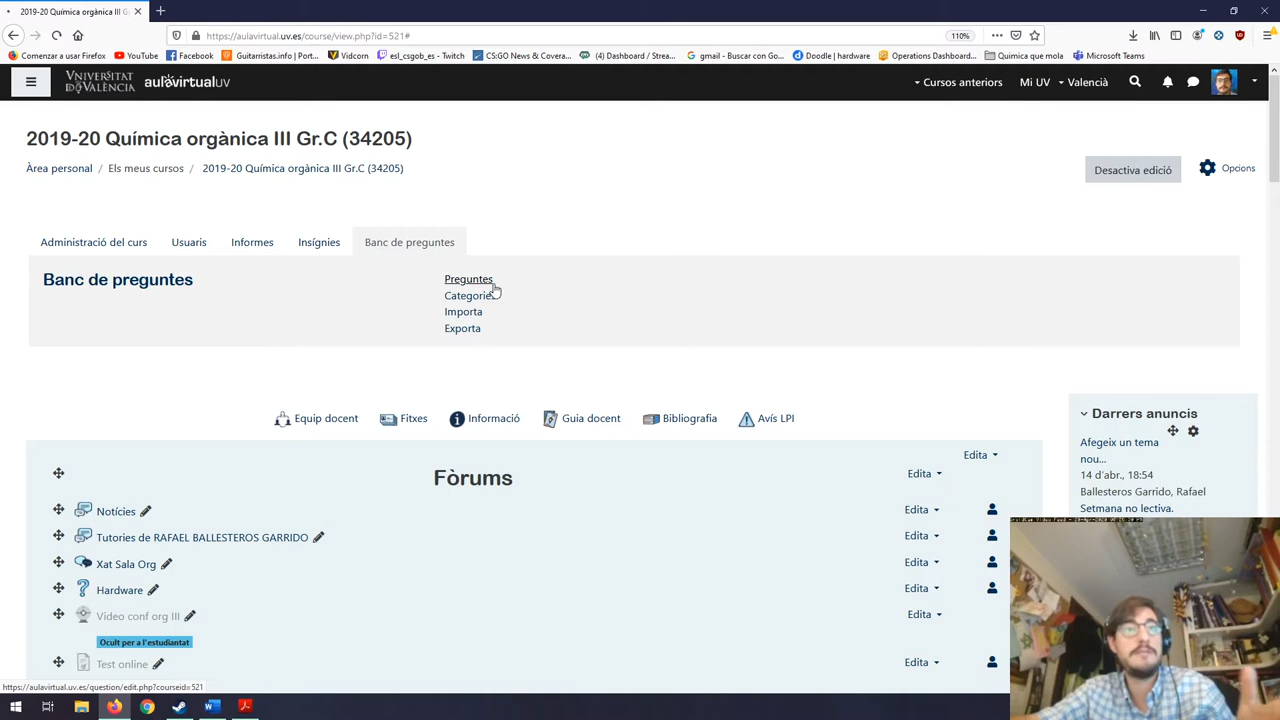 2019-20 Química orgànica III Gr.
https://aulavirtual.uv.es/course/view.php?id=521#
110%
Comenzar a usar Firefox
YouTube
Facebook
Guitarristas.info | Port...
Vidcorn
esl_csgob_es - Twitch
CS:GO News & Covera...
(4) Dashboard / Strea...
gmail - Buscar con Go...
Doodle | hardware
Operations Dashboard...
Quimica que mola
Microsoft Teams
VNIVERSITAT DE VALÈNCIA
aulavirtualuv
Cursos anteriors
Mi UV
Valencià
2019-20 Química orgànica III Gr.C (34205)
Àrea personal / Els meus cursos / 2019-20 Química orgànica III Gr.C (34205)
Desactiva edició
Opcions
Administració del curs
Usuaris
Informes
Insígnies
Banc de preguntes
Banc de preguntes
Preguntes
Categories
Importa
Exporta
Equip docent
Fitxes
Informació
Guia docent
Bibliografia
Avís LPI
Darrers anuncis
Afegeix un tema
nou...
14 d'abr., 18:54
Ballesteros Garrido, Rafael
Setmana no lectiva.
Edita
Fòrums
Edita
Notícies
Edita
Tutories de RAFAEL BALLESTEROS GARRIDO
Edita
Xat Sala Org
Edita
Hardware
Edita
Video conf org III
Edita
Ocult per a l'estudiantat
Test online
Edita
https://aulavirtual.uv.es/question/edit.php?courseid=521